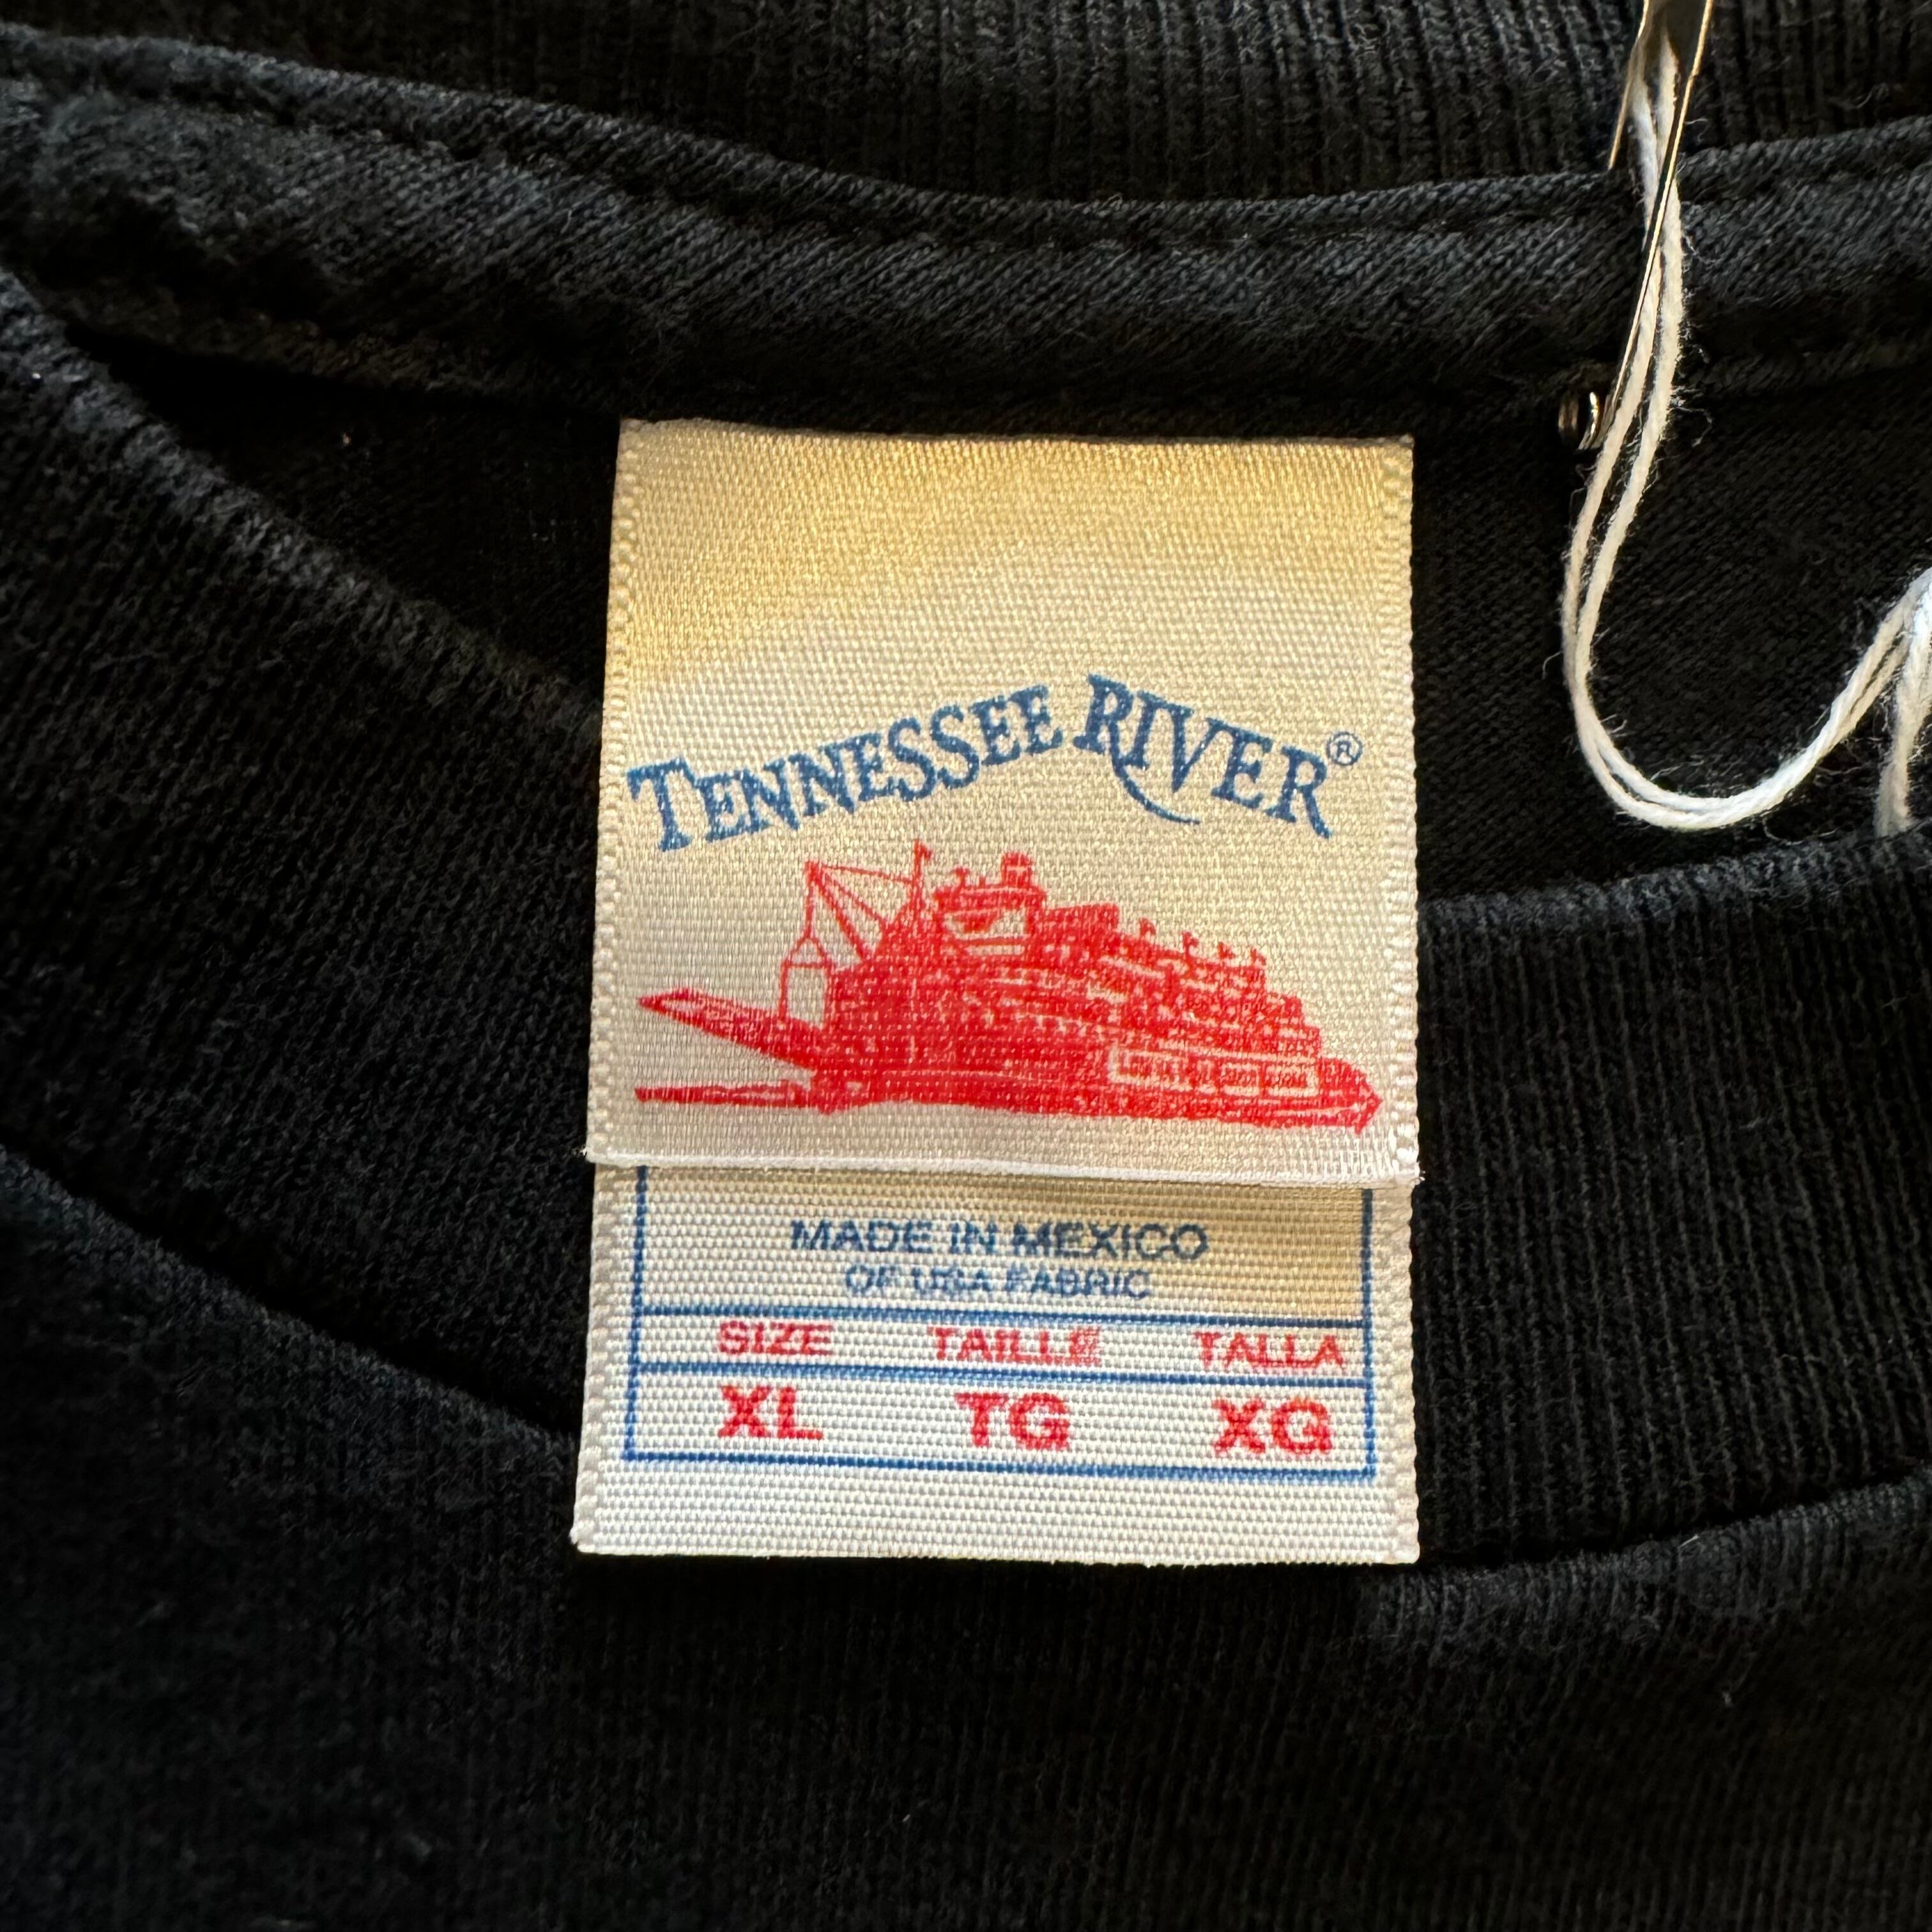 TENNESSEE RIVER®
MADE IN MEXICO
OF USA FABRIC
SIZE TAILLE TALLA
XL TG XG